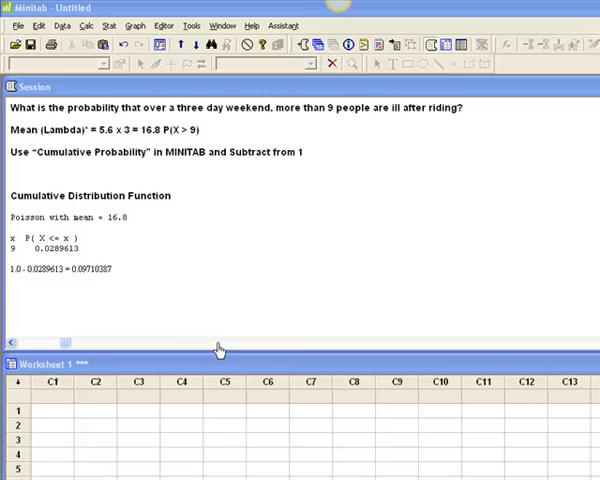 Minitab - Untitled
File Edit Data Calc Stat Graph Editor Tools Window Help Assistant
Session
What is the probability that over a three day weekend, more than 9 people are ill after riding?
Mean (Lambda)* = 5.6 x 3 = 16.8 P(X > 9)
Use “Cumulative Probability” in MINITAB and Subtract from 1
Cumulative Distribution Function
Poisson with mean = 16.8
x P( X <= x )
9 0.0289613
1.0 - 0.0289613 = 0.09710387
Worksheet 1 ***
C1 C2 C3 C4 C5 C6 C7 C8 C9 C10 C11 C12 C13
1
2
3
4
5